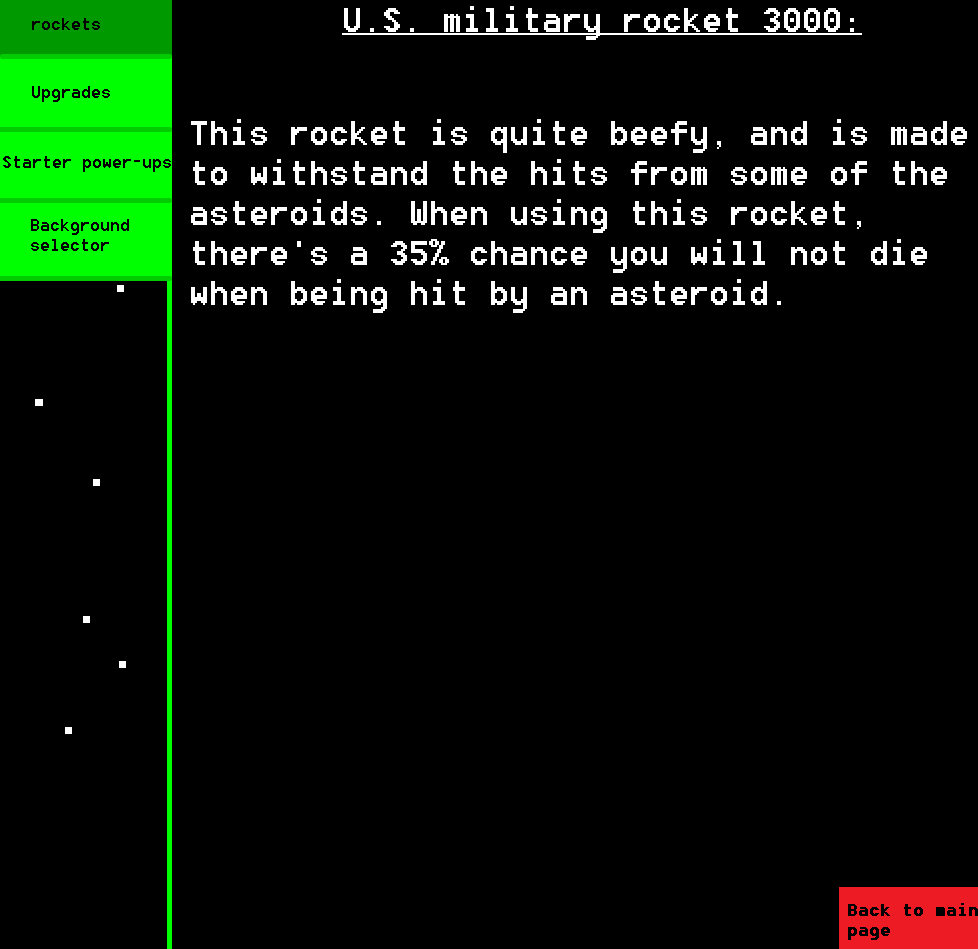 rockets
Upgrades
Starter power-ups
Background
selector
U.S. military rocket 3000:
This rocket is quite beefy, and is made
to withstand the hits from some of the
asteroids. When using this rocket,
there's a 35% chance you will not die
when being hit by an asteroid.
Back to main
page